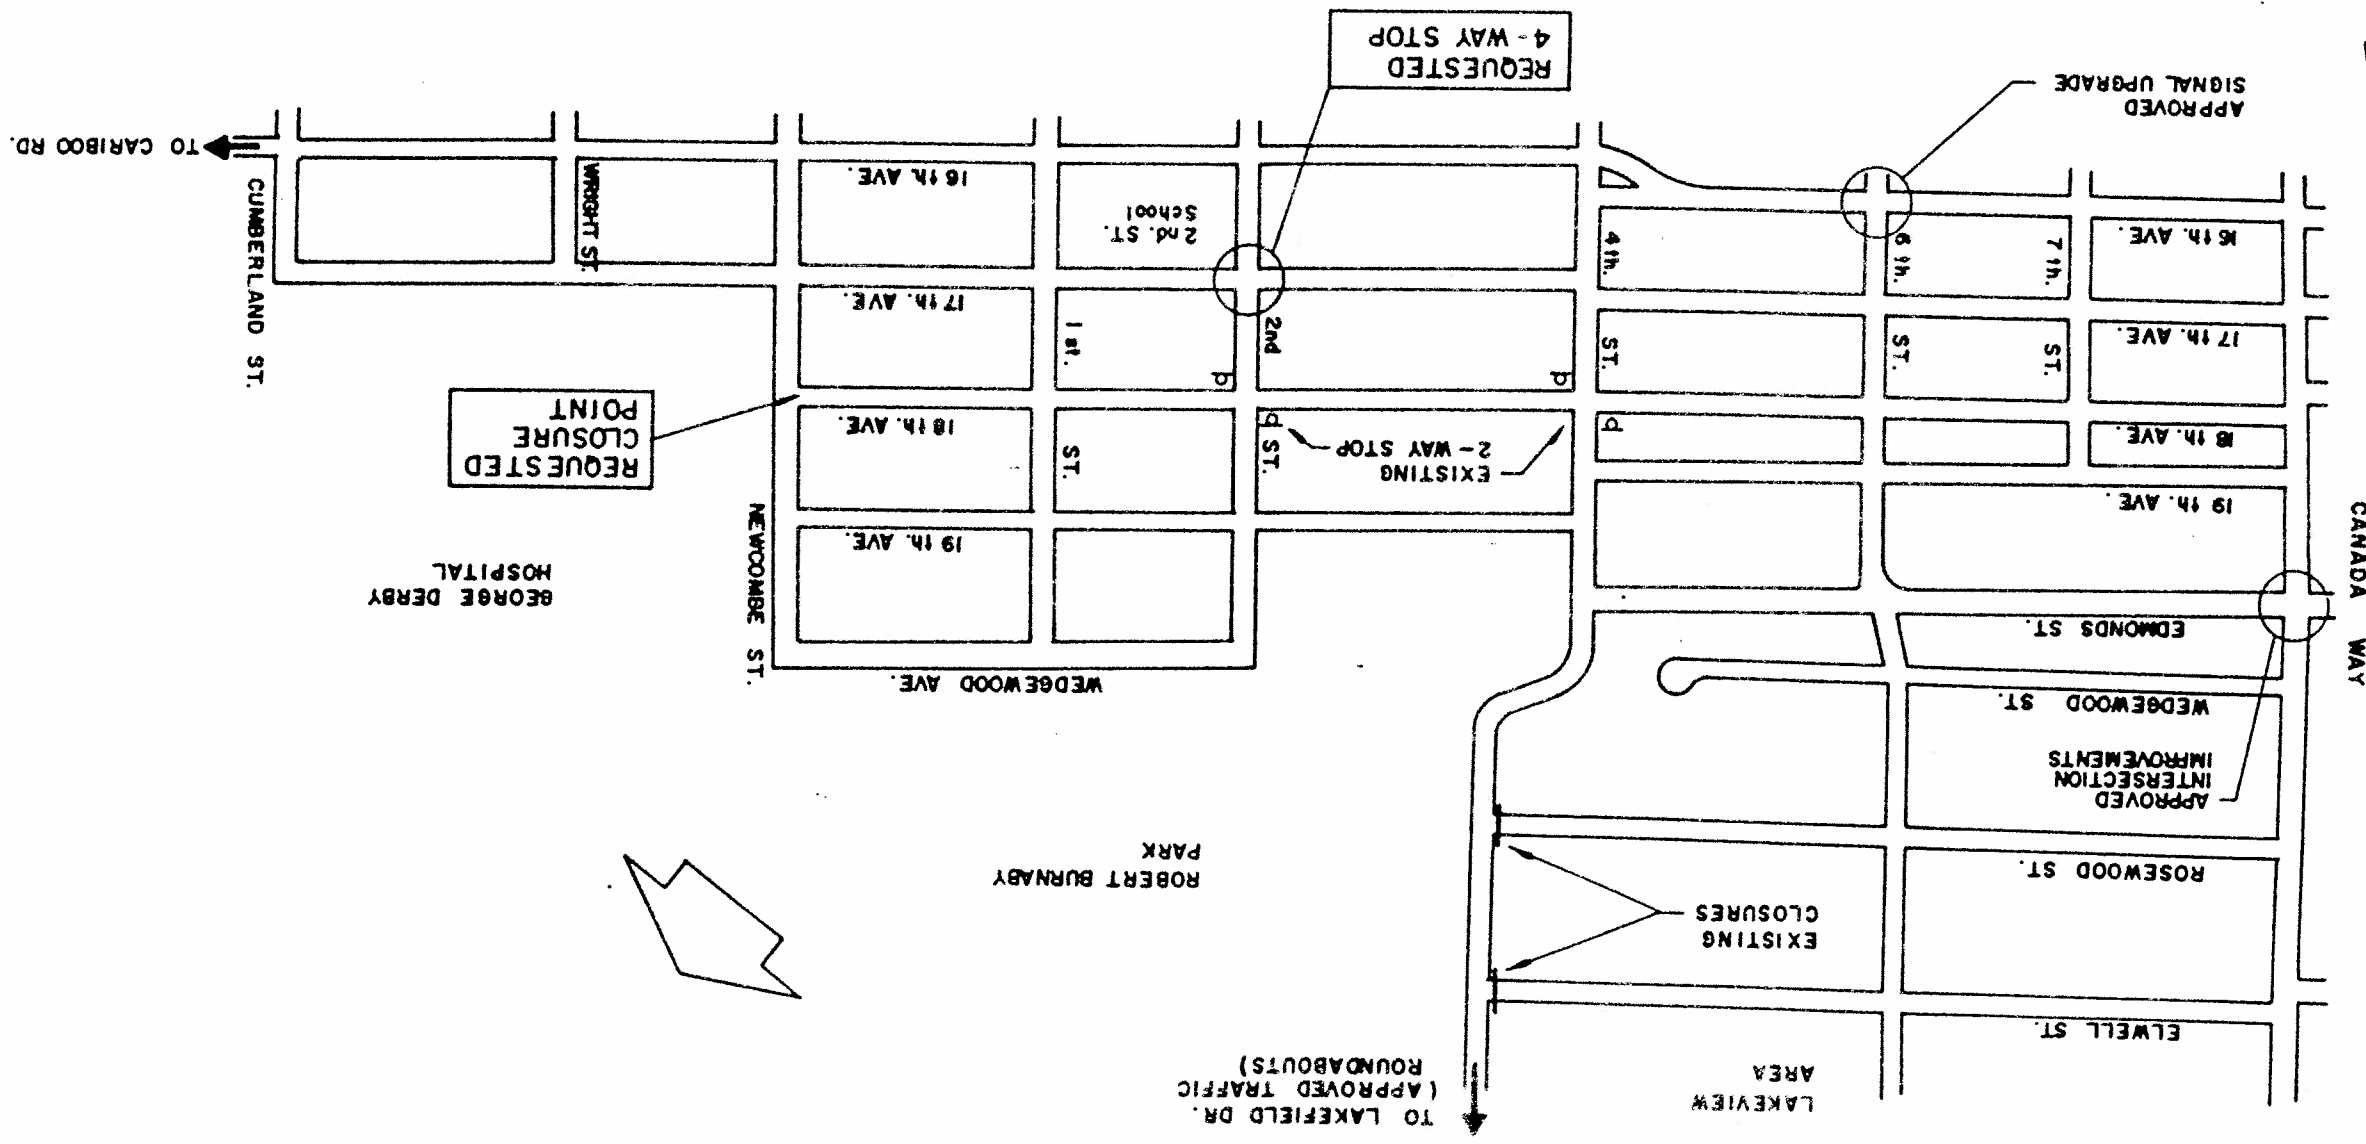 LAKEVIEW
AREA
TO LAKEFIELD DR.
(APPROVED TRAFFIC
ROUNDABOUTS)
ELWELL ST.
EXISTING
CLOSURES
ROSEWOOD ST.
ROBERT BURNABY
PARK
APPROVED
INTERSECTION
IMPROVEMENTS
WEDGEWOOD ST.
WEDGEWOOD AVE.
EDMONDS ST.
CANADA WAY
GEORGE DERBY
HOSPITAL
NEWCOMBE ST.
19 th. AVE.
19 th. AVE.
EXISTING
2-WAY STOP
REQUESTED
CLOSURE
POINT
18 th. AVE.
18 th. AVE.
17 th. AVE.
7 th. ST.
6 th. ST.
4 th. ST.
2nd ST.
1 st. ST.
17 th. AVE.
CUMBERLAND ST.
WRIGHT ST.
16 th. AVE.
2nd. ST.
School
16 th. AVE.
TO CARIBOO RD.
APPROVED
SIGNAL UPGRADE
REQUESTED
4-WAY STOP